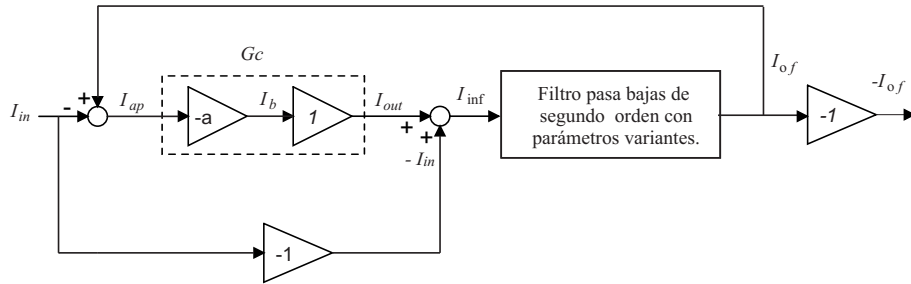 Gc
I_of
-I_of
I_in
-
+
I_ap
-a
I_b
1
I_out
+
+
- I_in
I_inf
Filtro pasa bajas de
segundo orden con
parámetros variantes.
-1
-1